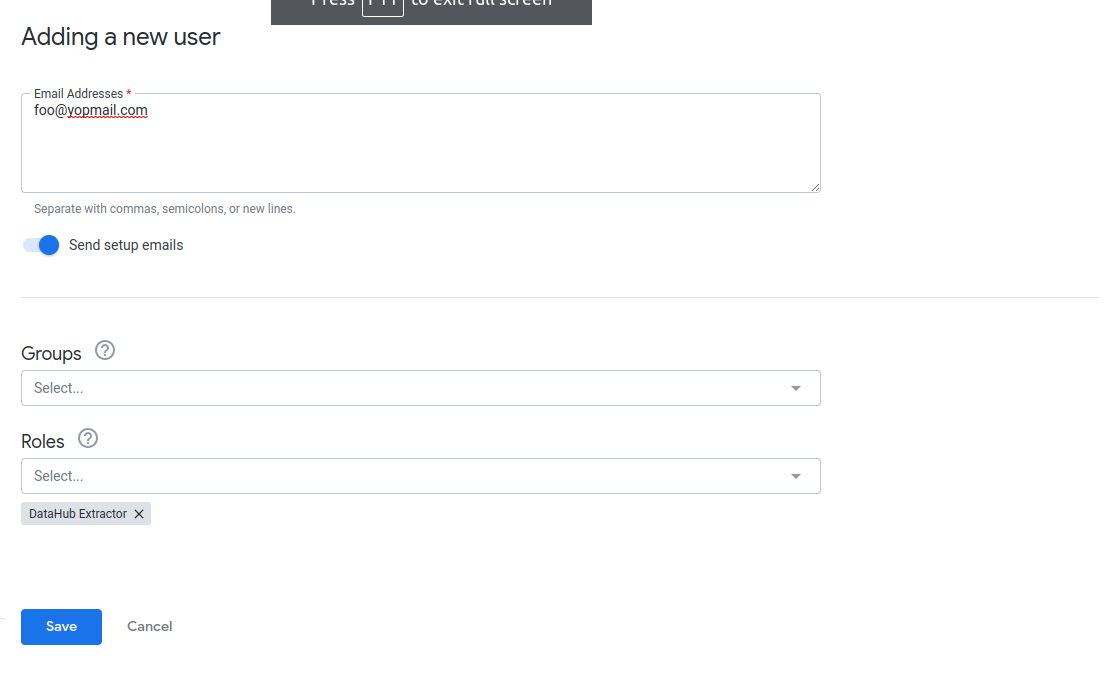 Press F11 to exit full screen
Adding a new user
Email Addresses *
foo@yopmail.com
Separate with commas, semicolons, or new lines.
Send setup emails
Groups ?
Select...
Roles ?
Select...
DataHub Extractor
Save Cancel